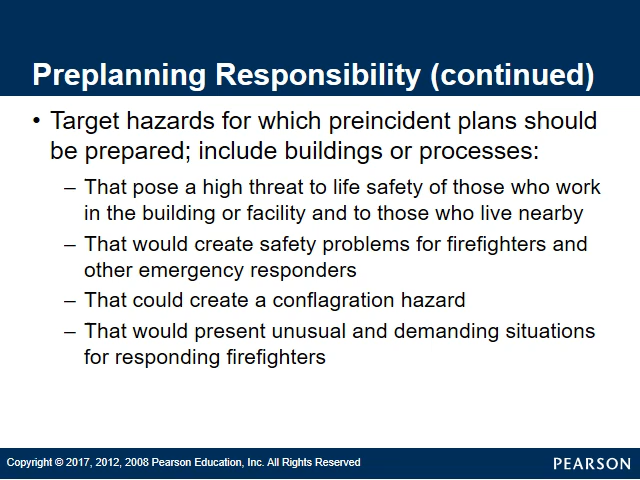 Preplanning Responsibility (continued)
• Target hazards for which preincident plans should
be prepared; include buildings or processes:
– That pose a high threat to life safety of those who work
in the building or facility and to those who live nearby
– That would create safety problems for firefighters and
other emergency responders
– That could create a conflagration hazard
– That would present unusual and demanding situations
for responding firefighters
Copyright © 2017, 2012, 2008 Pearson Education, Inc. All Rights Reserved
PEARSON